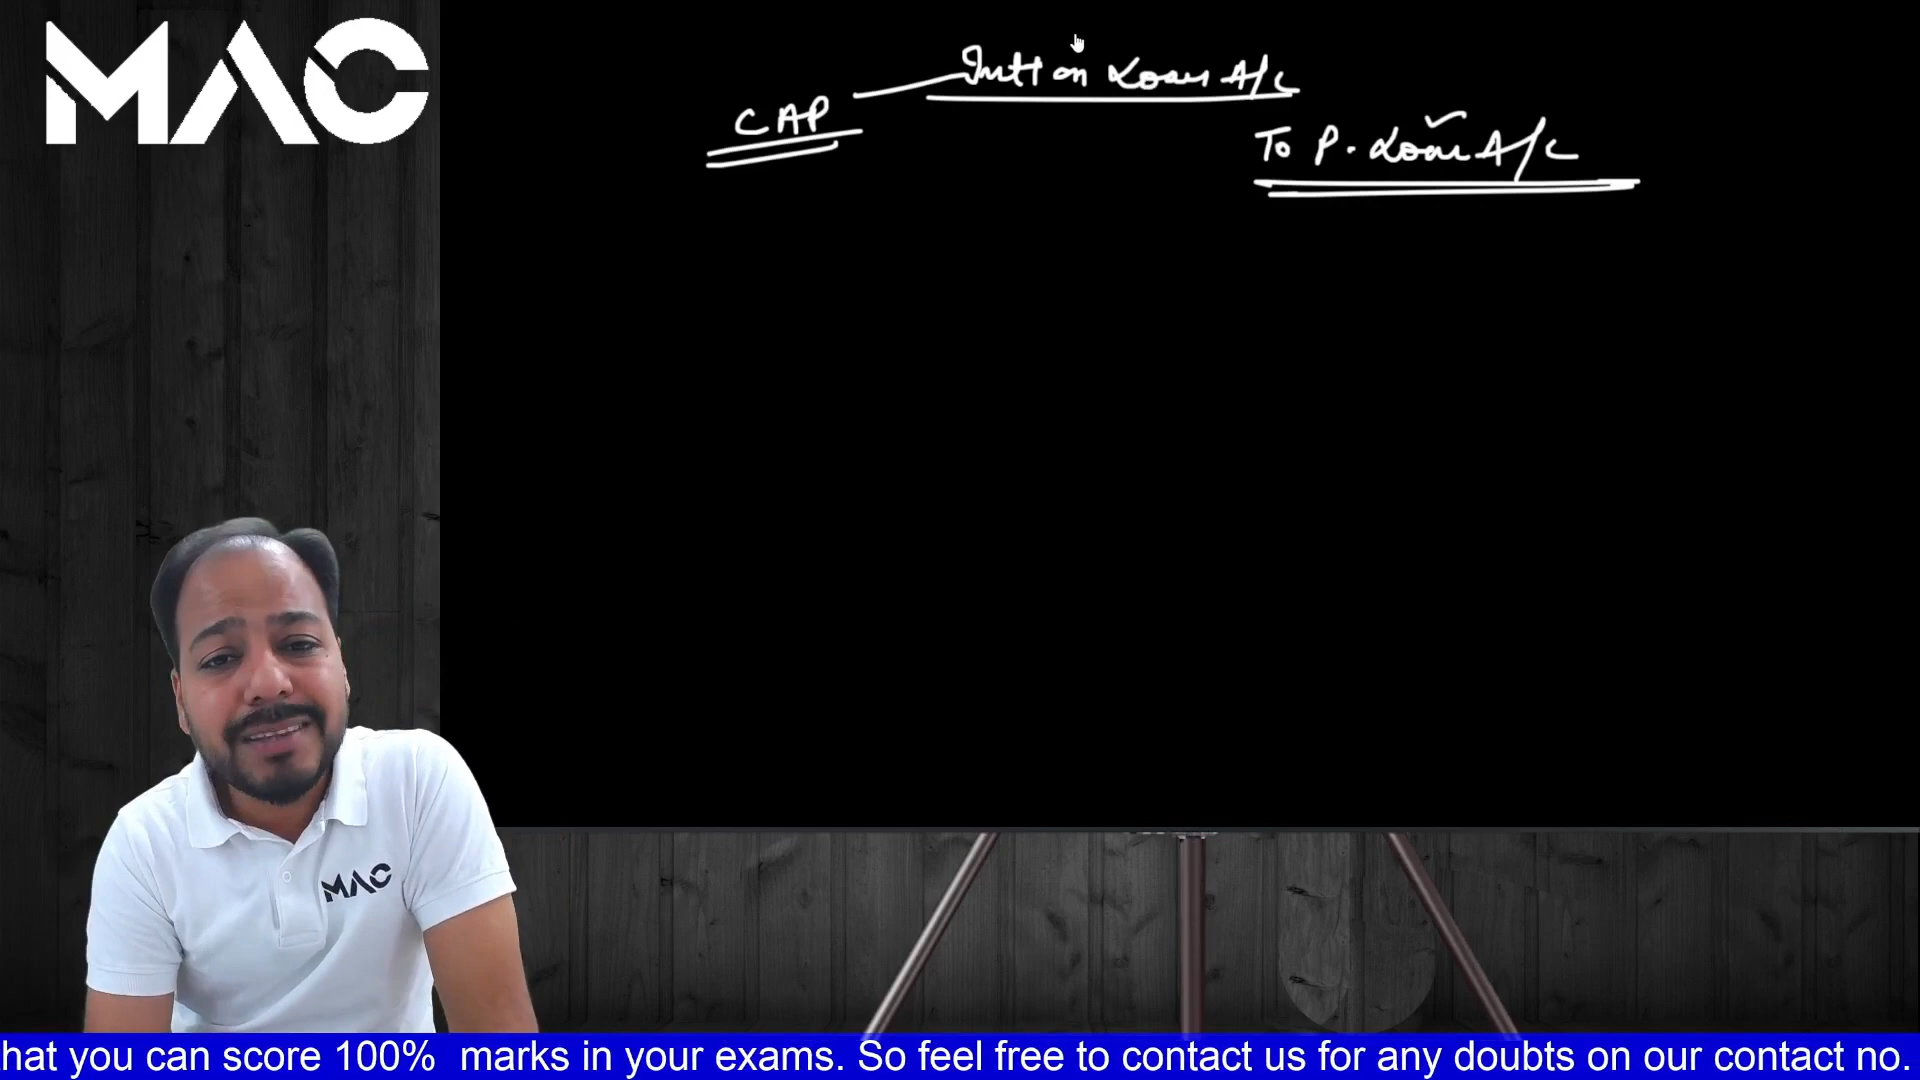 MAC
Intt on Loan A/c
CAP
To P. Loan A/c
MAC
hat you can score 100% marks in your exams. So feel free to contact us for any doubts on our contact no.